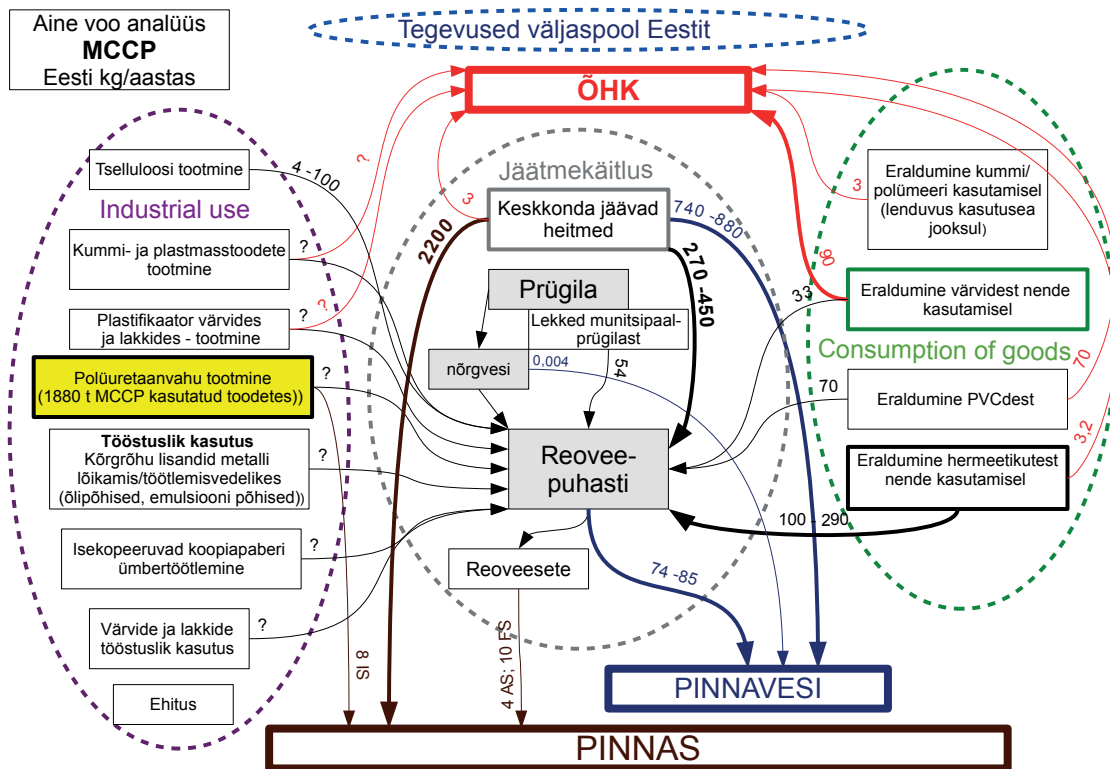 Aine voo analüüs
MCCP
Eesti kg/aastas
Tegevused väljaspool Eestit
ÕHK
Tselluloosi tootmine
4 -100
?
Industrial use
Kummi- ja plastmasstoodete
tootmine
?
Plastifikaator värvides
ja lakkides - tootmine
?
?
Polüuretaanvahu tootmine
(1880 t MCCP kasutatud toodetes))
?
Tööstuslik kasutus
Kõrgrõhu lisandid metalli
lõikamis/töötlemisvedelikes
(õlipõhised, emulsiooni põhised))
?
Isekopeeruvad koopiapaberi
ümbertöötlemine
?
Värvide ja lakkide
tööstuslik kasutus
?
Ehitus
8 IS
Jäätmekäitlus
Keskkonda jäävad
heitmed
3
2200
740 -880
270 -450
Prügila
Lekked munitsipaal-
prügilast
nõrgvesi
0,004
54
Reovee-
puhasti
Reoveesete
4 AS; 10 FS
74 -85
Eraldumine kummi/
polümeeri kasutamisel
(lenduvus kasutusea
jooksul)
3
90
33
Eraldumine värvidest nende
kasutamisel
Consumption of goods
70
Eraldumine PVCdest
70
Eraldumine hermeetikutest
nende kasutamisel
3,2
100 - 290
PINNAVESI
PINNAS